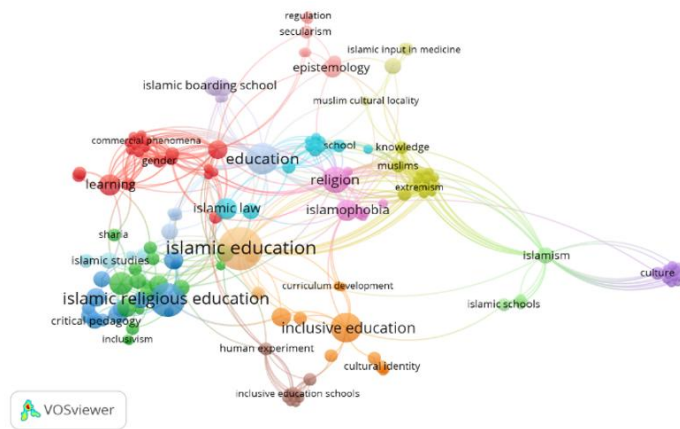 regulation
secularism
islamic input in medicine
epistemology
islamic boarding school
muslim cultural locality
commercial phenomena
school
knowledge
gender
education
muslims
learning
religion
extremism
islamic law
islamophobia
sharia
islamic education
islamic studies
islamism
culture
curriculum development
islamic religious education
islamic schools
critical pedagogy
inclusive education
inclusivism
human experiment
cultural identity
inclusive education schools
VOSviewer